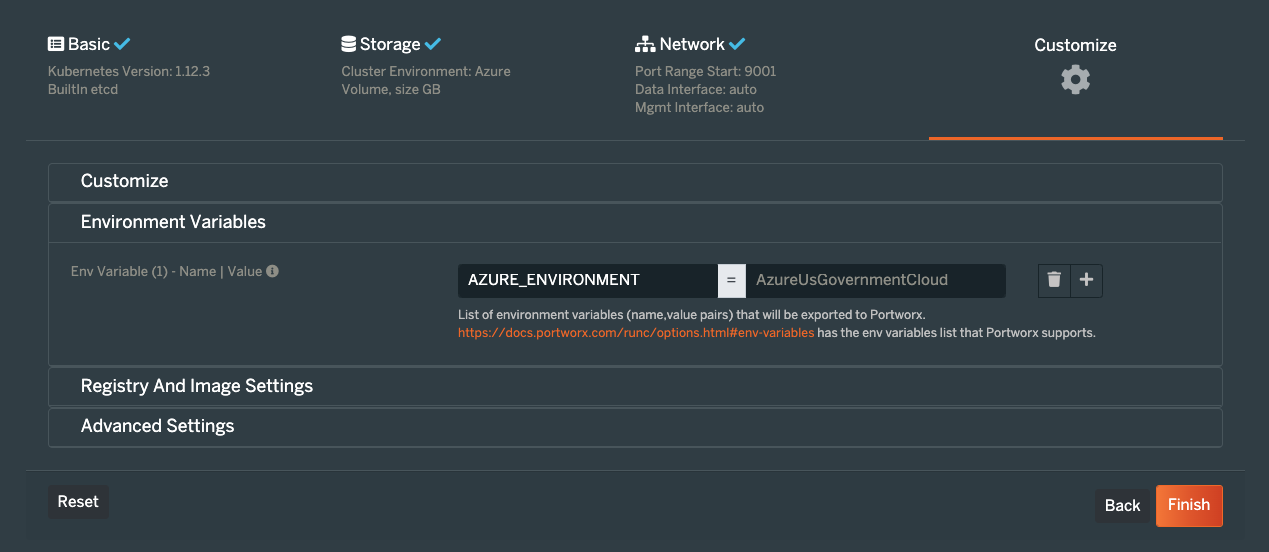 Basic
Kubernetes Version: 1.12.3
BuiltIn etcd
Storage
Cluster Environment: Azure
Volume, size GB
Network
Port Range Start: 9001
Data Interface: auto
Mgmt Interface: auto
Customize
Customize
Environment Variables
Env Variable (1) - Name | Value
AZURE_ENVIRONMENT = AzureUsGovernmentCloud
List of environment variables (name,value pairs) that will be exported to Portworx.
https://docs.portworx.com/runc/options.html#env-variables has the env variables list that Portworx supports.
Registry And Image Settings
Advanced Settings
Reset
Back
Finish